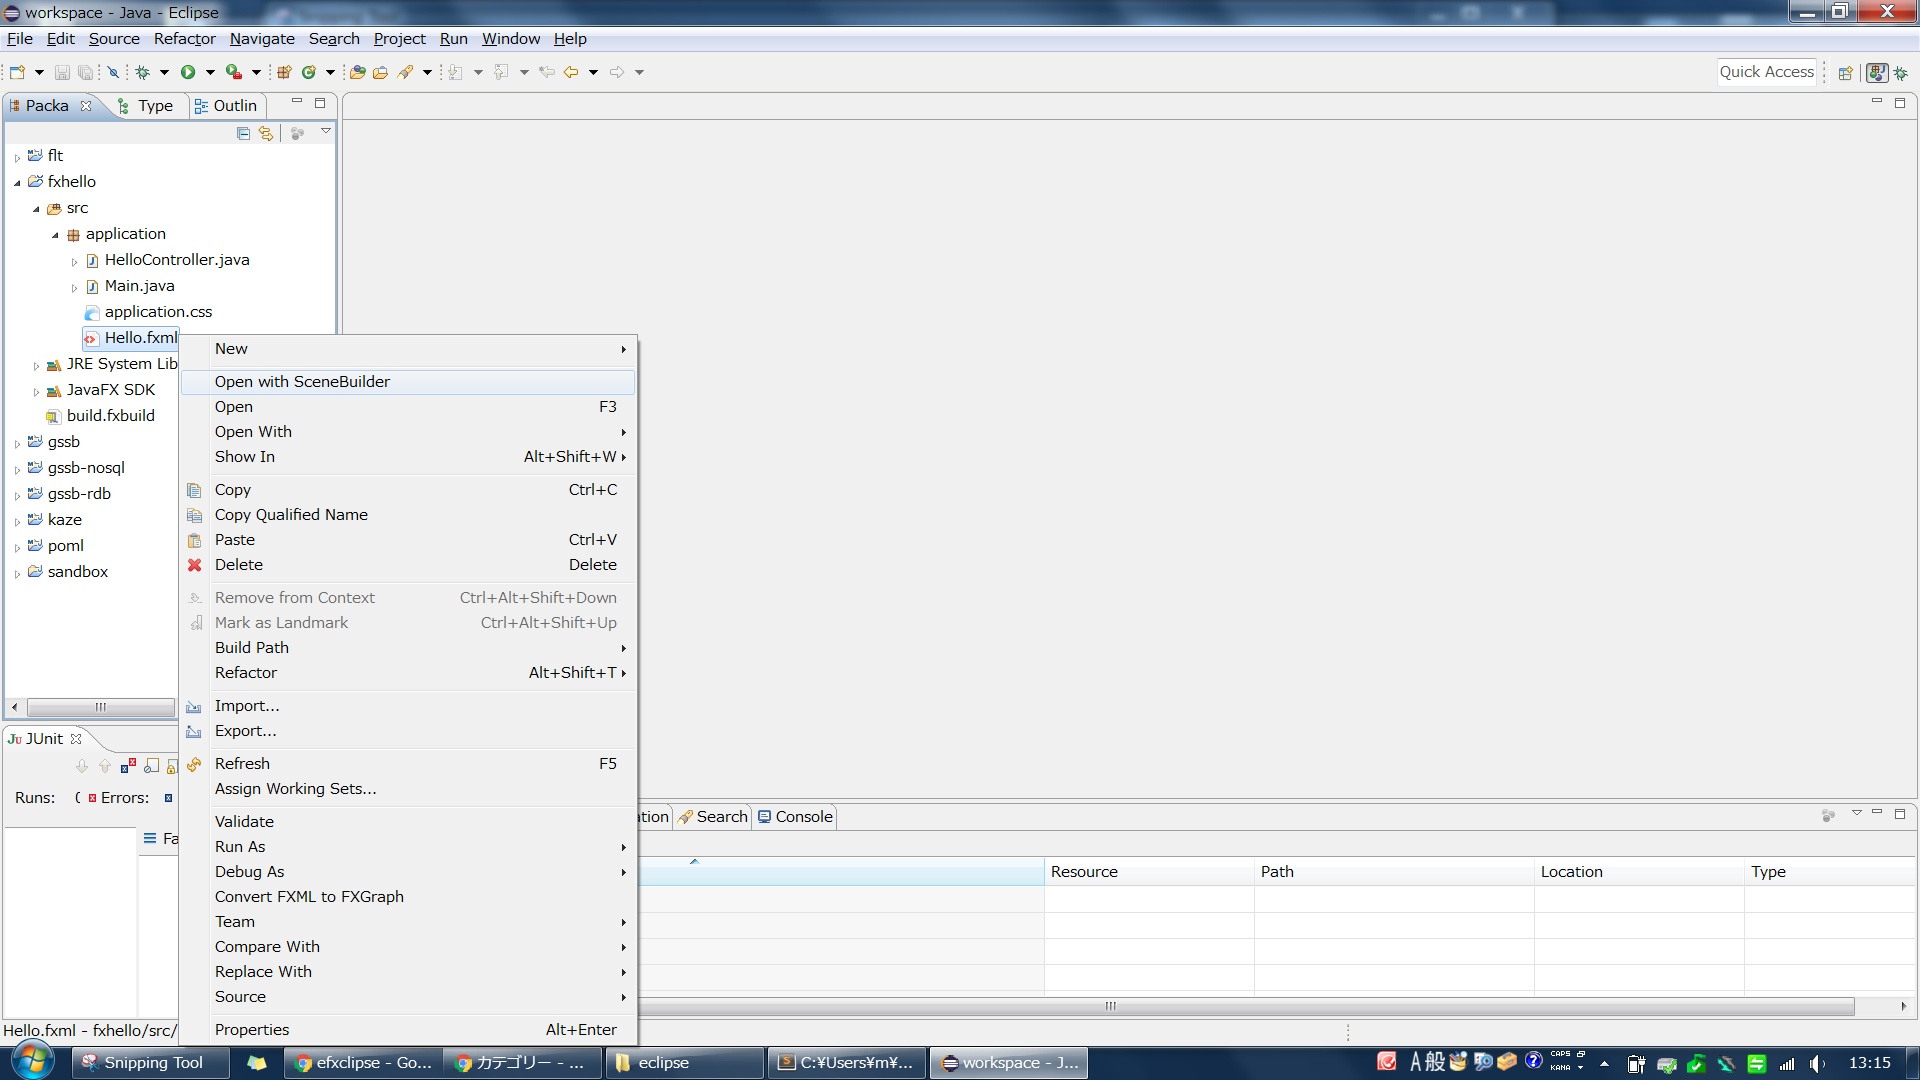 workspace - Java - Eclipse
File Edit Source Refactor Navigate Search Project Run Window Help
Quick Access
Packa Type Outlin
flt
fxhello
src
application
HelloController.java
Main.java
application.css
Hello.fxml
JRE System Lib
JavaFX SDK
build.fxbuild
gssb
gssb-nosql
gssb-rdb
kaze
poml
sandbox
New
Open with SceneBuilder
Open F3
Open With
Show In Alt+Shift+W
Copy Ctrl+C
Copy Qualified Name
Paste Ctrl+V
Delete Delete
Remove from Context Ctrl+Alt+Shift+Down
Mark as Landmark Ctrl+Alt+Shift+Up
Build Path
Refactor Alt+Shift+T
Import...
Export...
Refresh F5
Assign Working Sets...
Validate
Run As
Debug As
Convert FXML to FXGraph
Team
Compare With
Replace With
Source
Properties Alt+Enter
JUnit
Runs: Errors:
Fa
ation Search Console
Resource Path Location Type
Hello.fxml - fxhello/src/
Snipping Tool efxclipse - Go... カテゴリー - ... eclipse C:¥Users¥m¥... workspace - J... A 般 CAPS KANA 13:15